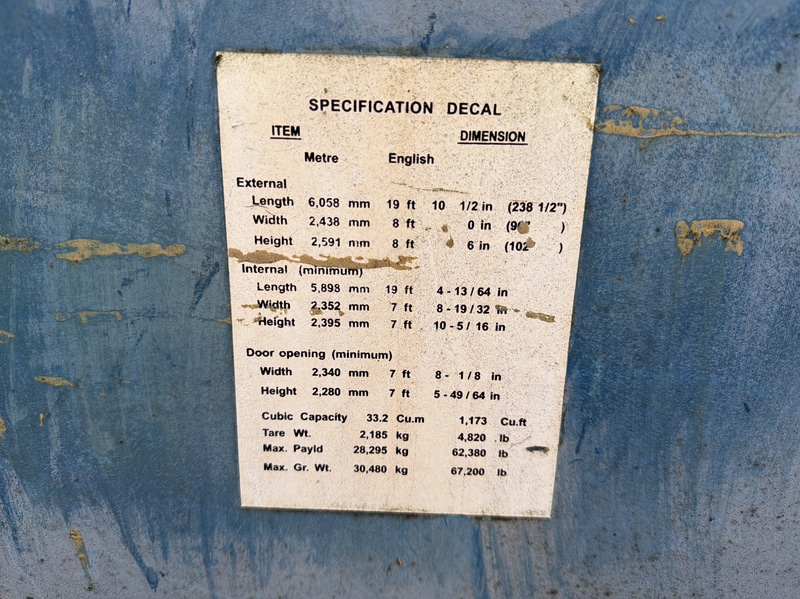 SPECIFICATION DECAL
ITEM DIMENSION
Metre English
External
Length 6,058 mm 19 ft 10 1/2 in (238 1/2")
Width 2,438 mm 8 ft 0 in )
Height 2,591 mm 8 ft 6 in (102 )
Internal (minimum)
Length 5,898 mm 19 ft 4 - 13 / 64 in
Width 2,352 mm 7 ft 8 - 19 / 32 in
Height 2,395 mm 7 ft 10 - 5 / 16 in
Door opening (minimum)
Width 2,340 mm 7 ft 8 - 1 / 8 in
Height 2,280 mm 7 ft 5 - 49 / 64 in
Cubic Capacity 33.2 Cu.m 1,173 Cu.ft
Tare Wt. 2,185 kg 4,820 lb
Max. Payld 28,295 kg 62,380 lb
Max. Gr. Wt. 30,480 kg 67,200 lb